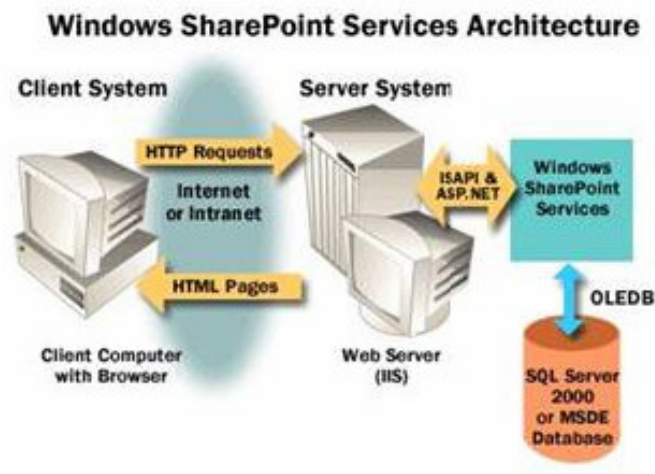 Windows SharePoint Services Architecture
Client System
Server System
HTTP Requests
Internet
or Intranet
HTML Pages
ISAPI &
ASP.NET
Windows
SharePoint
Services
OLEDB
Client Computer
with Browser
Web Server
(IIS)
SQL Server
2000
or MSDE
Database